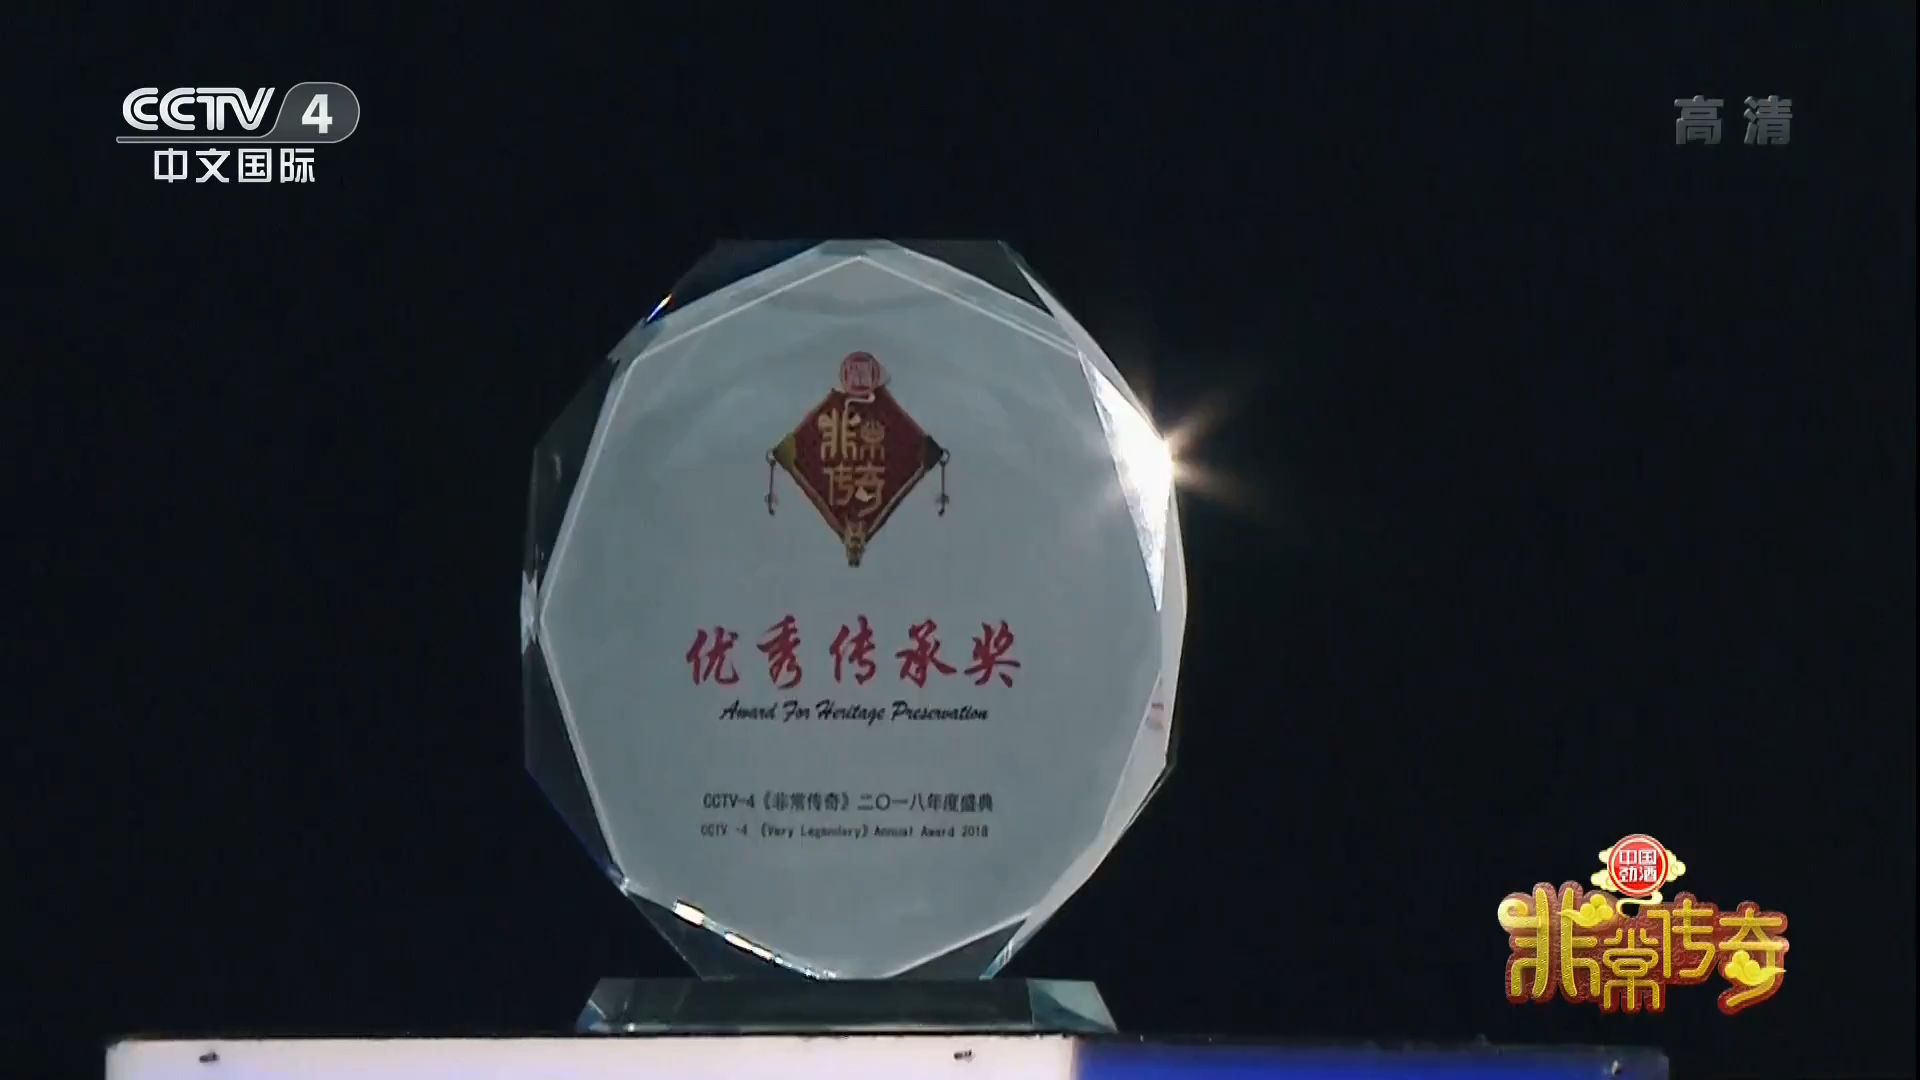 CCTV 4
中文国际
高清
非常
传奇
优秀传承奖
Award For Heritage Preservation
CCTV-4《非常传奇》二〇一八年度盛典
CCTV -4 《Very Legendary》Annual Award 2018
中国
劲酒
非常传奇